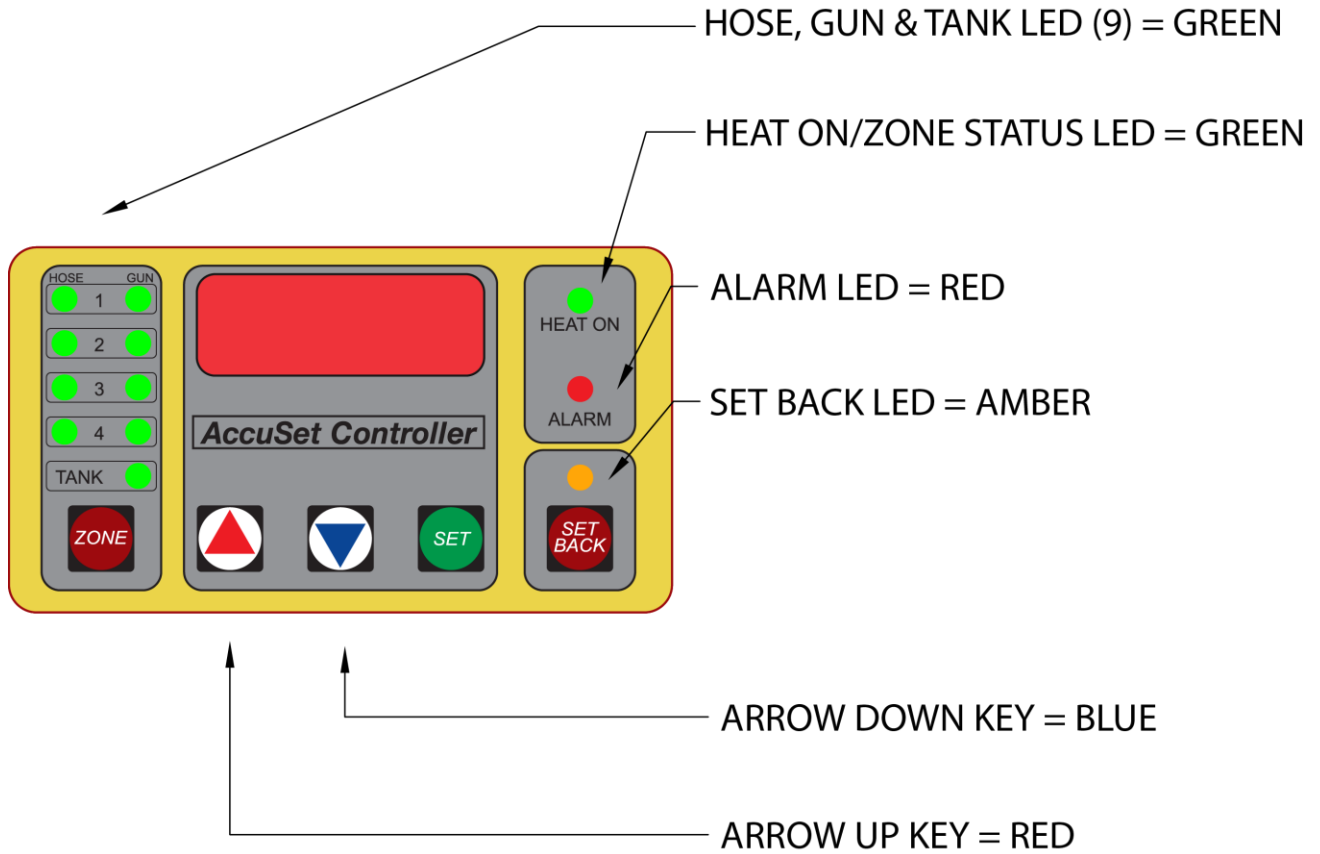 HOSE, GUN & TANK LED (9) = GREEN
HEAT ON/ZONE STATUS LED = GREEN
ALARM LED = RED
SET BACK LED = AMBER
HOSE GUN
1
2
3
4
TANK
ZONE
AccuSet Controller
SET
HEAT ON
ALARM
SET
BACK
ARROW DOWN KEY = BLUE
ARROW UP KEY = RED